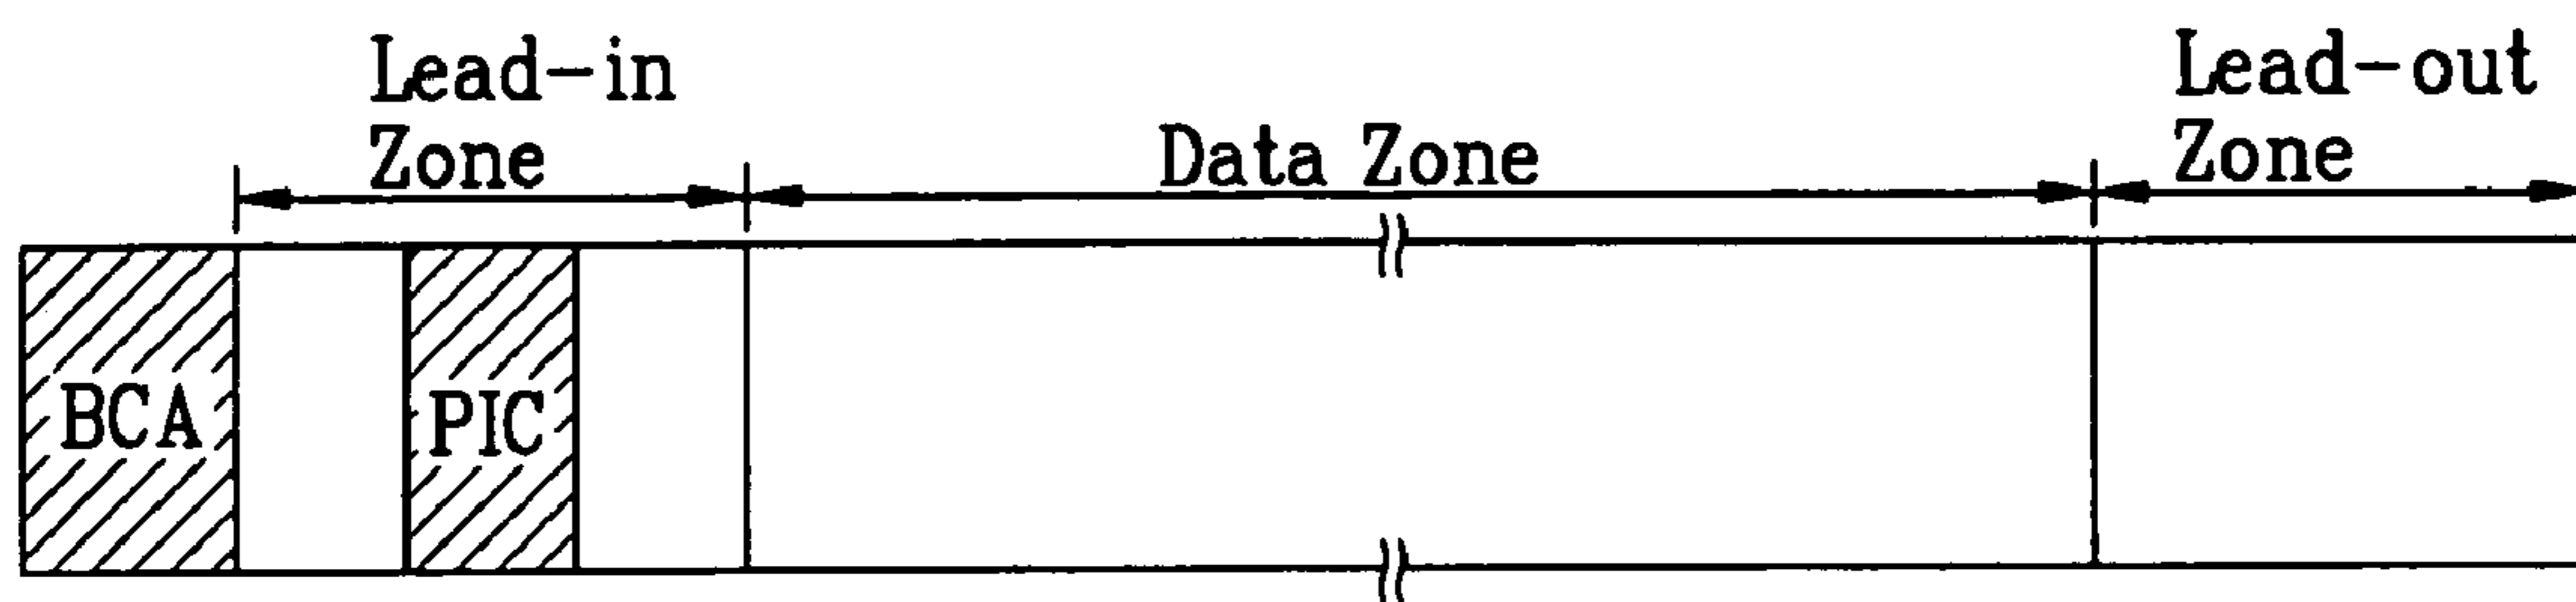 Lead-in
Zone
Data Zone
Lead-out
Zone
BCA
PIC